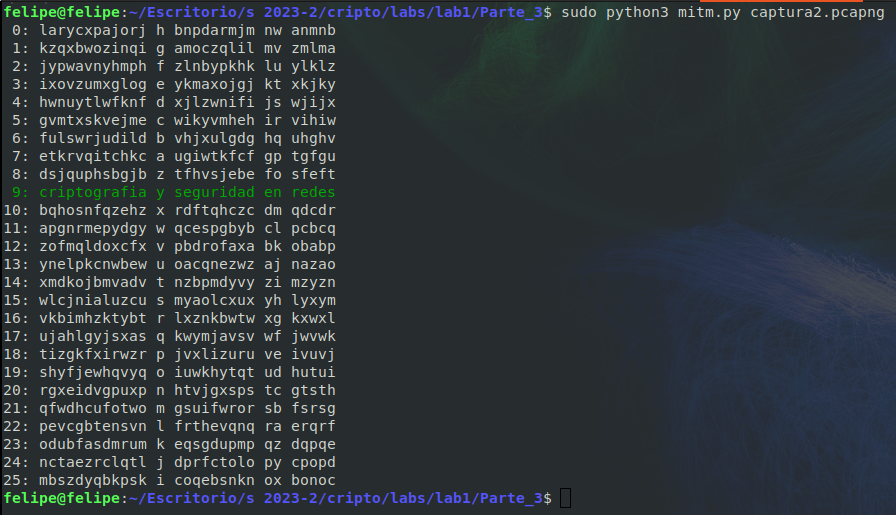 felipe@felipe:~/Escritorio/s 2023-2/cripto/labs/lab1/Parte_3$ sudo python3 mitm.py captura2.pcapng
0: larycxpajorj h bnpdarmjm nw anmnb
1: kzqxbwozinqi g amoczqlil mv zmlma
2: jypwavnyhmph f zlnbypkhk lu ylklz
3: ixovzumxglog e ykmaxojgj kt xkjky
4: hwnuytlwfknf d xjlzwnifi js wjijx
5: gvmtxskvejme c wikyvmheh ir vihiw
6: fulswrjudild b vhjxulgdg hq uhghv
7: etkrvqitchkc a ugiwtkfcf gp tgfgu
8: dsjquphsbgjb z tfhvsjebe fo sfeft
9: criptografia y seguridad en redes
10: bqhosnfqzehz x rdftqhczc dm qdcdr
11: apgnrmepydgy w qcespgbyb cl pcbcq
12: zofmqldoxcfx v pbdrofaxa bk obabp
13: ynelpkcnwbew u oacqnezwz aj nazao
14: xmdkojbmvadv t nzbpmdyvy zi mzyzn
15: wlcjnialuzcu s myaolcxux yh lyxym
16: vkbimhzktybt r lxznkbwtw xg kxwxl
17: ujahlgyjsxas q kwymjavsv wf jwvwk
18: tizgkfxirwzr p jvxlizuru ve ivuvj
19: shyfjewhqvyq o iuwkhytqt ud hutui
20: rgxeidvgpuxp n htvjgxsps tc gtsth
21: qfwdhcufotwo m gsuifwror sb fsrsg
22: pevcgbtensvn l frthevqnq ra erqrf
23: odubfasdmrum k eqsgdupmp qz dqpqe
24: nctaezrclqtl j dprfctolo py cpopd
25: mbszdyqbkpsk i coqebsnkn ox bonoc
felipe@felipe:~/Escritorio/s 2023-2/cripto/labs/lab1/Parte_3$